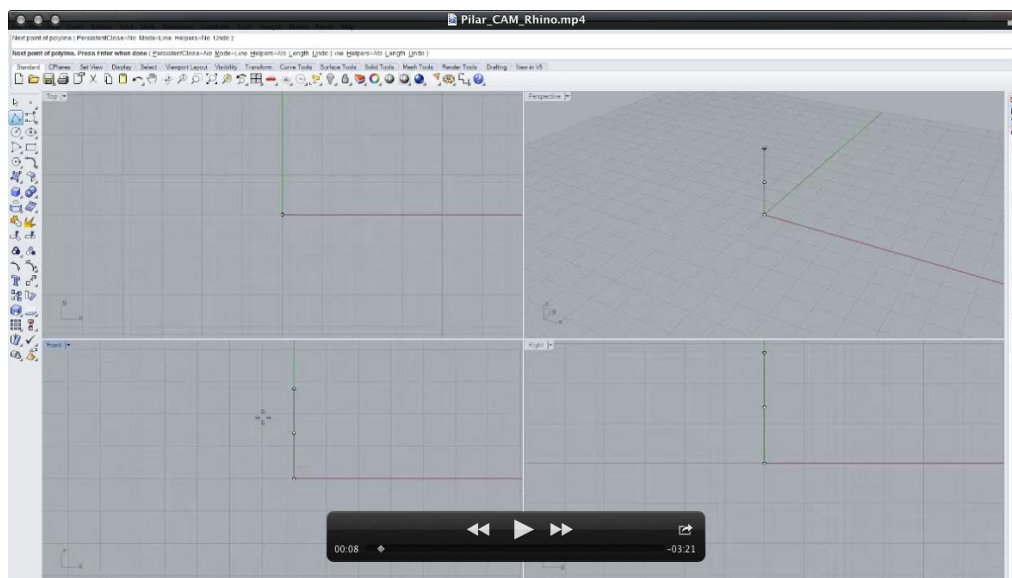 Pilar_CAM_Rhino.mp4
Next point of polyline ( PersistentClose=No Mode=Line Helpers=No Undo ):
Next point of polyline. Press Enter when done ( PersistentClose=No Mode=Line Helpers=No Length Undo ): ine Helpers=No Length Undo )
Standard CPlanes Set View Display Select Viewport Layout Visibility Transform Curve Tools Surface Tools Solid Tools Mesh Tools Render Tools Drafting New in V5
Top
Perspective
y
x
z
y
x
Front
Right
z
x
z
y
00:08
-03:21